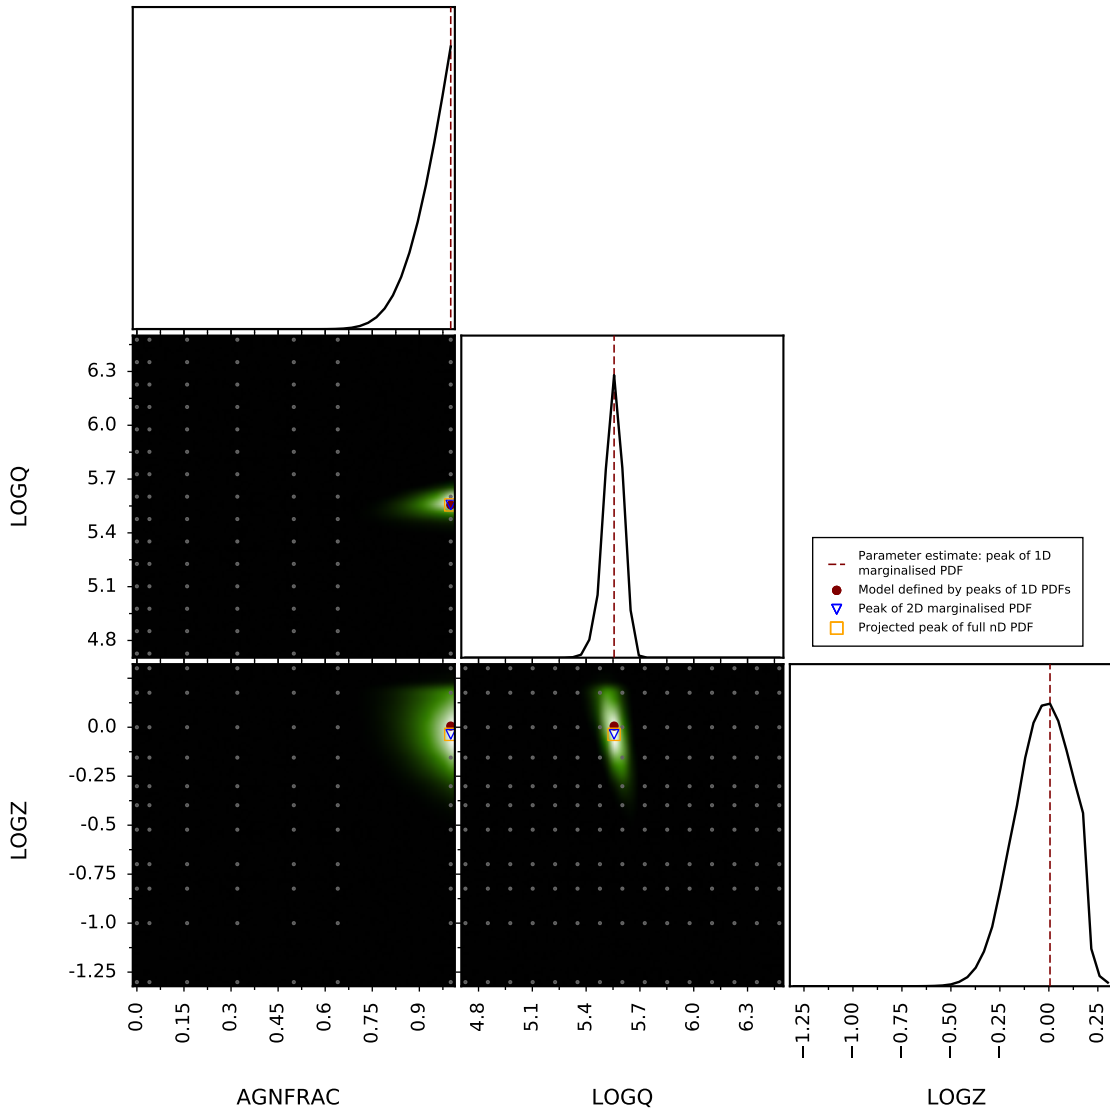 6.3
6.0
5.7
5.4
5.1
4.8
LOGQ
Parameter estimate: peak of 1D
marginalised PDF
Model defined by peaks of 1D PDFs
Peak of 2D marginalised PDF
Projected peak of full nD PDF
0.0
-0.25
-0.5
-0.75
-1.0
-1.25
LOGZ
0.0 0.15 0.3 0.45 0.6 0.75 0.9
4.8 5.1 5.4 5.7 6.0 6.3
−1.25 −1.00 −0.75 −0.50 −0.25 0.00 0.25
AGNFRAC LOGQ LOGZ